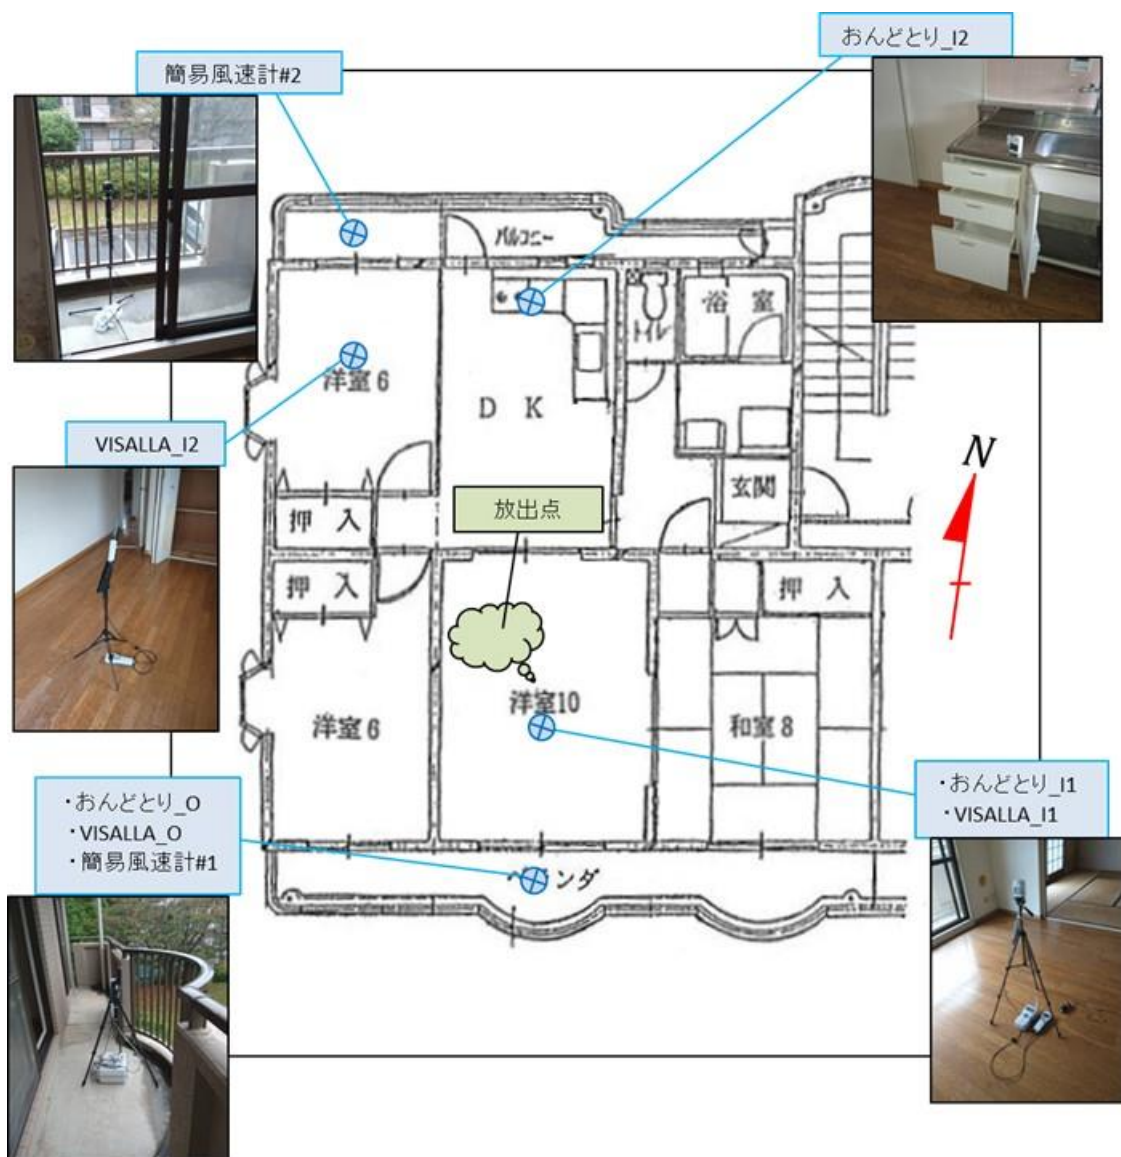 おんどとり_I2
簡易風速計#2
バルコニー
浴 室
トイレ
洋室 6
D K
VISALLA_I2
N
玄関
放出点
押 入
押 入
押 入
洋室10
洋室 6
和室 8
・おんどとり_O
・VISALLA_O
・簡易風速計#1
・おんどとり_I1
・VISALLA_I1
ンダ